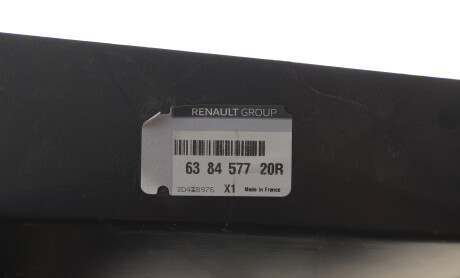 RENAULT GROUP
63 84 577 20R
X1 Made in France